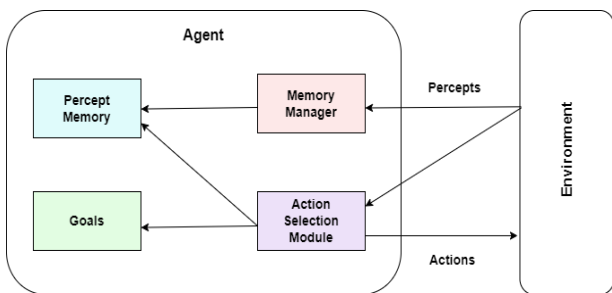 Agent
Percept
Memory
Memory
Manager
Percepts
Environment
Goals
Action
Selection
Module
Actions